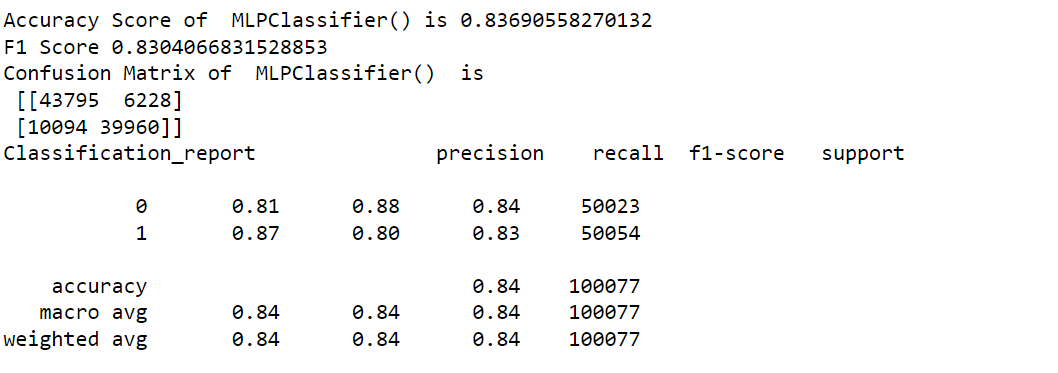 Accuracy Score of  MLPClassifier() is 0.83690558270132
F1 Score 0.8304066831528853
Confusion Matrix of  MLPClassifier()  is
 [[43795  6228]
 [10094 39960]]
Classification_report               precision    recall  f1-score   support
           0       0.81      0.88      0.84     50023
           1       0.87      0.80      0.83     50054
    accuracy                           0.84    100077
   macro avg       0.84      0.84      0.84    100077
weighted avg       0.84      0.84      0.84    100077